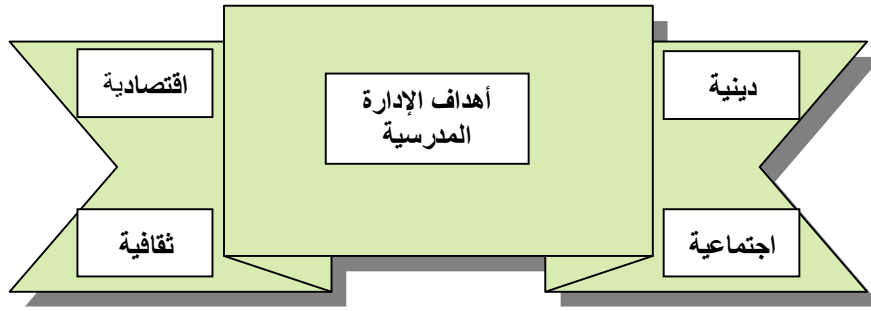 أهداف الإدارة
المدرسية
دينية
اقتصادية
اجتماعية
ثقافية